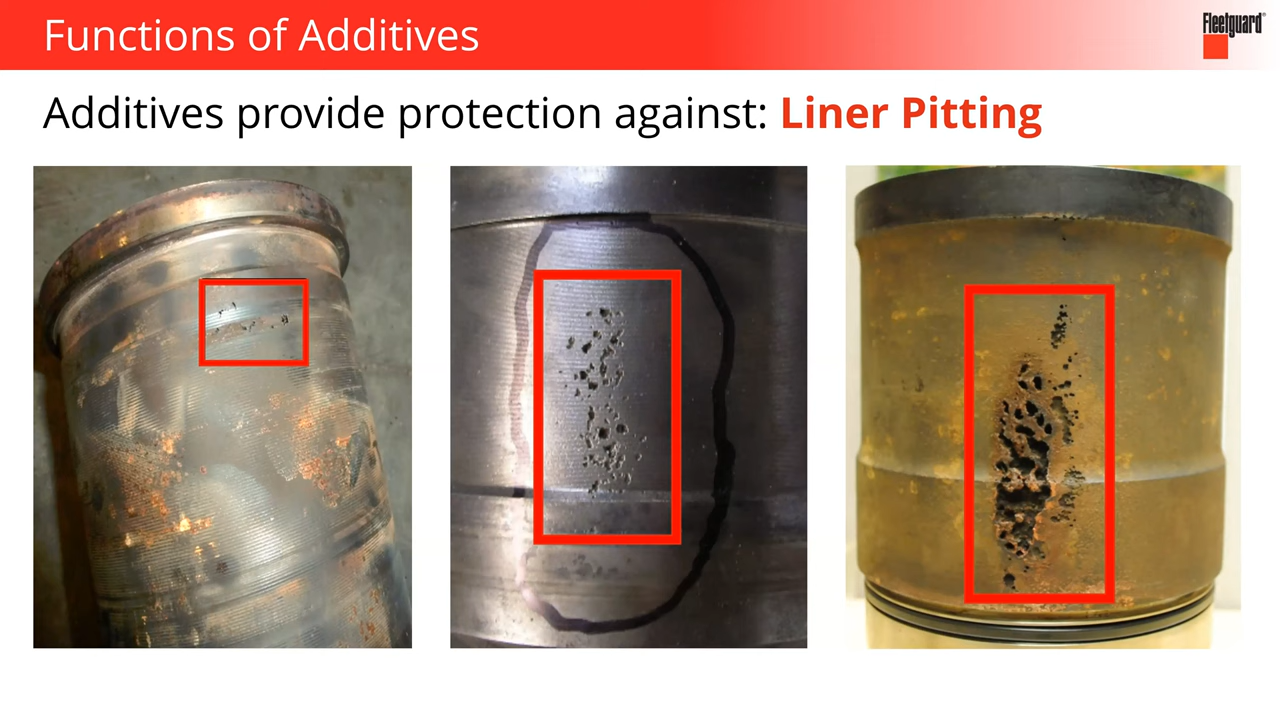 Functions of Additives
Fleetguard®
Additives provide protection against: Liner Pitting